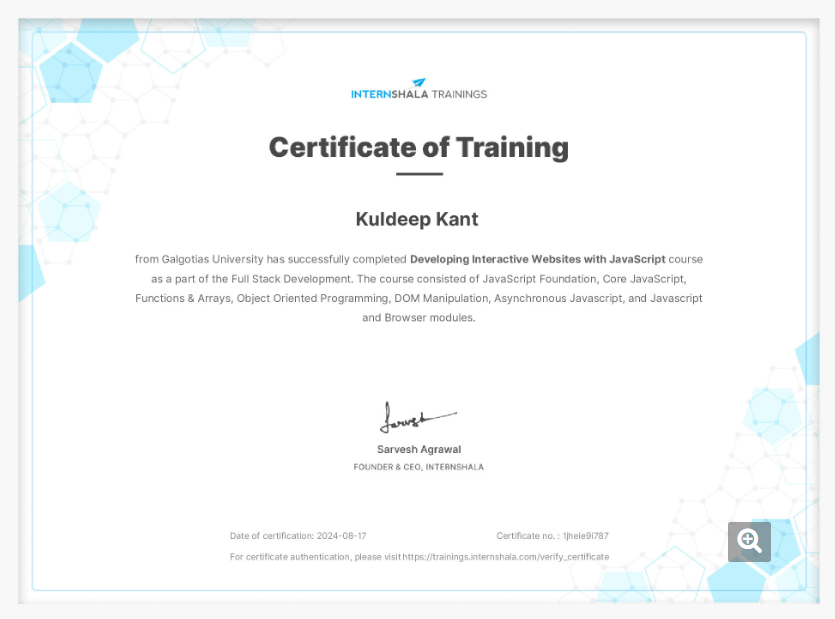 INTERNSHALA TRAININGS
Certificate of Training
Kuldeep Kant
from Galgotias University has successfully completed Developing Interactive Websites with JavaScript course
as a part of the Full Stack Development. The course consisted of JavaScript Foundation, Core JavaScript,
Functions & Arrays, Object Oriented Programming, DOM Manipulation, Asynchronous Javascript, and Javascript
and Browser modules.
Sarvesh
Sarvesh Agrawal
FOUNDER & CEO, INTERNSHALA
Date of certification: 2024-08-17 Certificate no. : 1jheie9i787
For certificate authentication, please visit https://trainings.internshala.com/verify_certificate